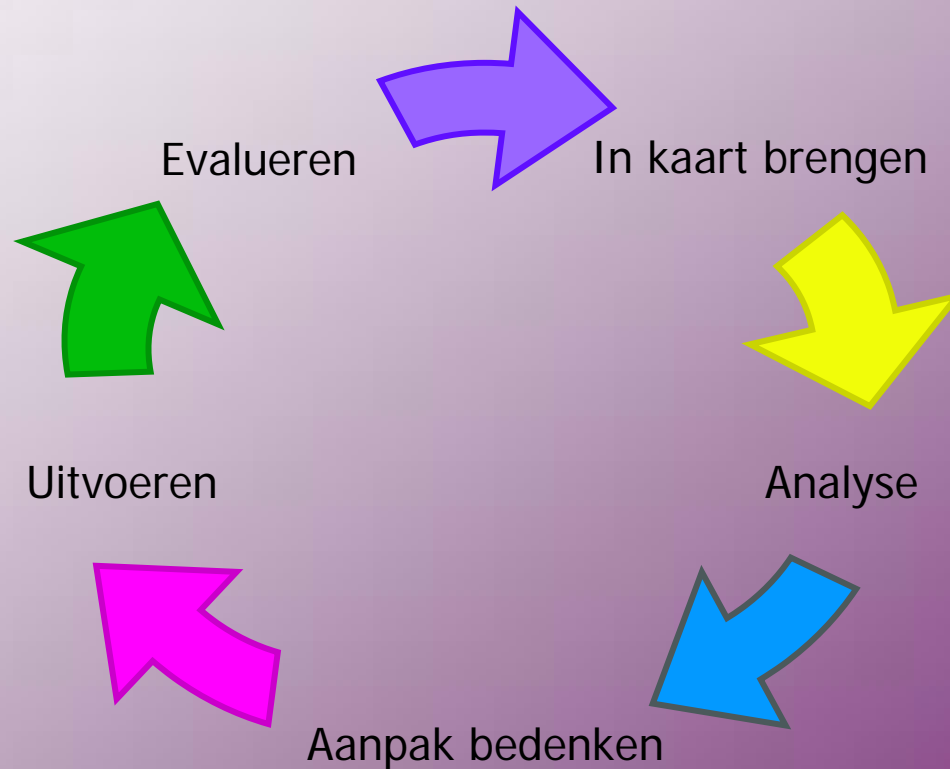 Evalueren
In kaart brengen
Uitvoeren
Analyse
Aanpak bedenken